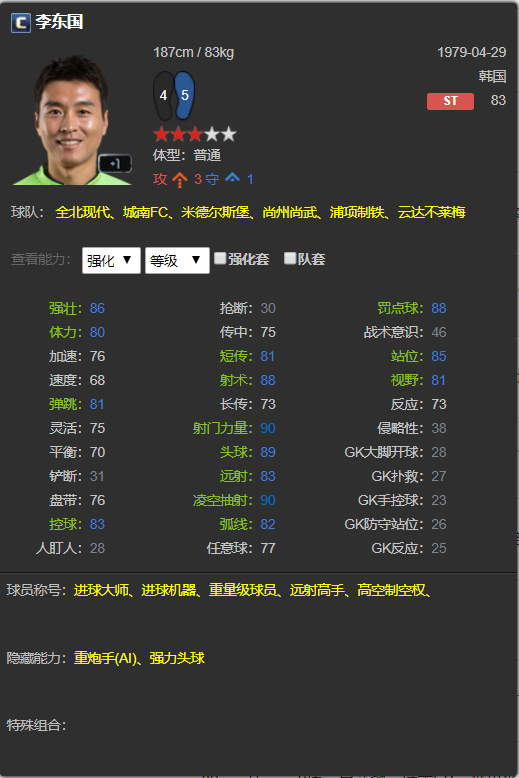 C 李东国
187cm / 83kg 1979-04-29
韩国
4 5 ST 83
+1
体型：普通
攻 3 守 1
球队： 全北现代、城南FC、米德尔斯堡、尚州尚武、浦项制铁、云达不莱梅
查看能力： 强化 ▼ 等级 ▼ 强化套 队套
强壮：86 抢断：30 罚点球：88
体力：80 传中：75 战术意识：46
加速：76 短传：81 站位：85
速度：68 射术：88 视野：81
弹跳：81 长传：73 反应：73
灵活：75 射门力量：90 侵略性：38
平衡：70 头球：89 GK大脚开球：28
铲断：31 远射：83 GK扑救：27
盘带：76 凌空抽射：90 GK手控球：23
控球：83 弧线：82 GK防守站位：26
人盯人：28 任意球：77 GK反应：25
球员称号：进球大师、进球机器、重量级球员、远射高手、高空制空权、
隐藏能力：重炮手(AI)、强力头球
特殊组合：